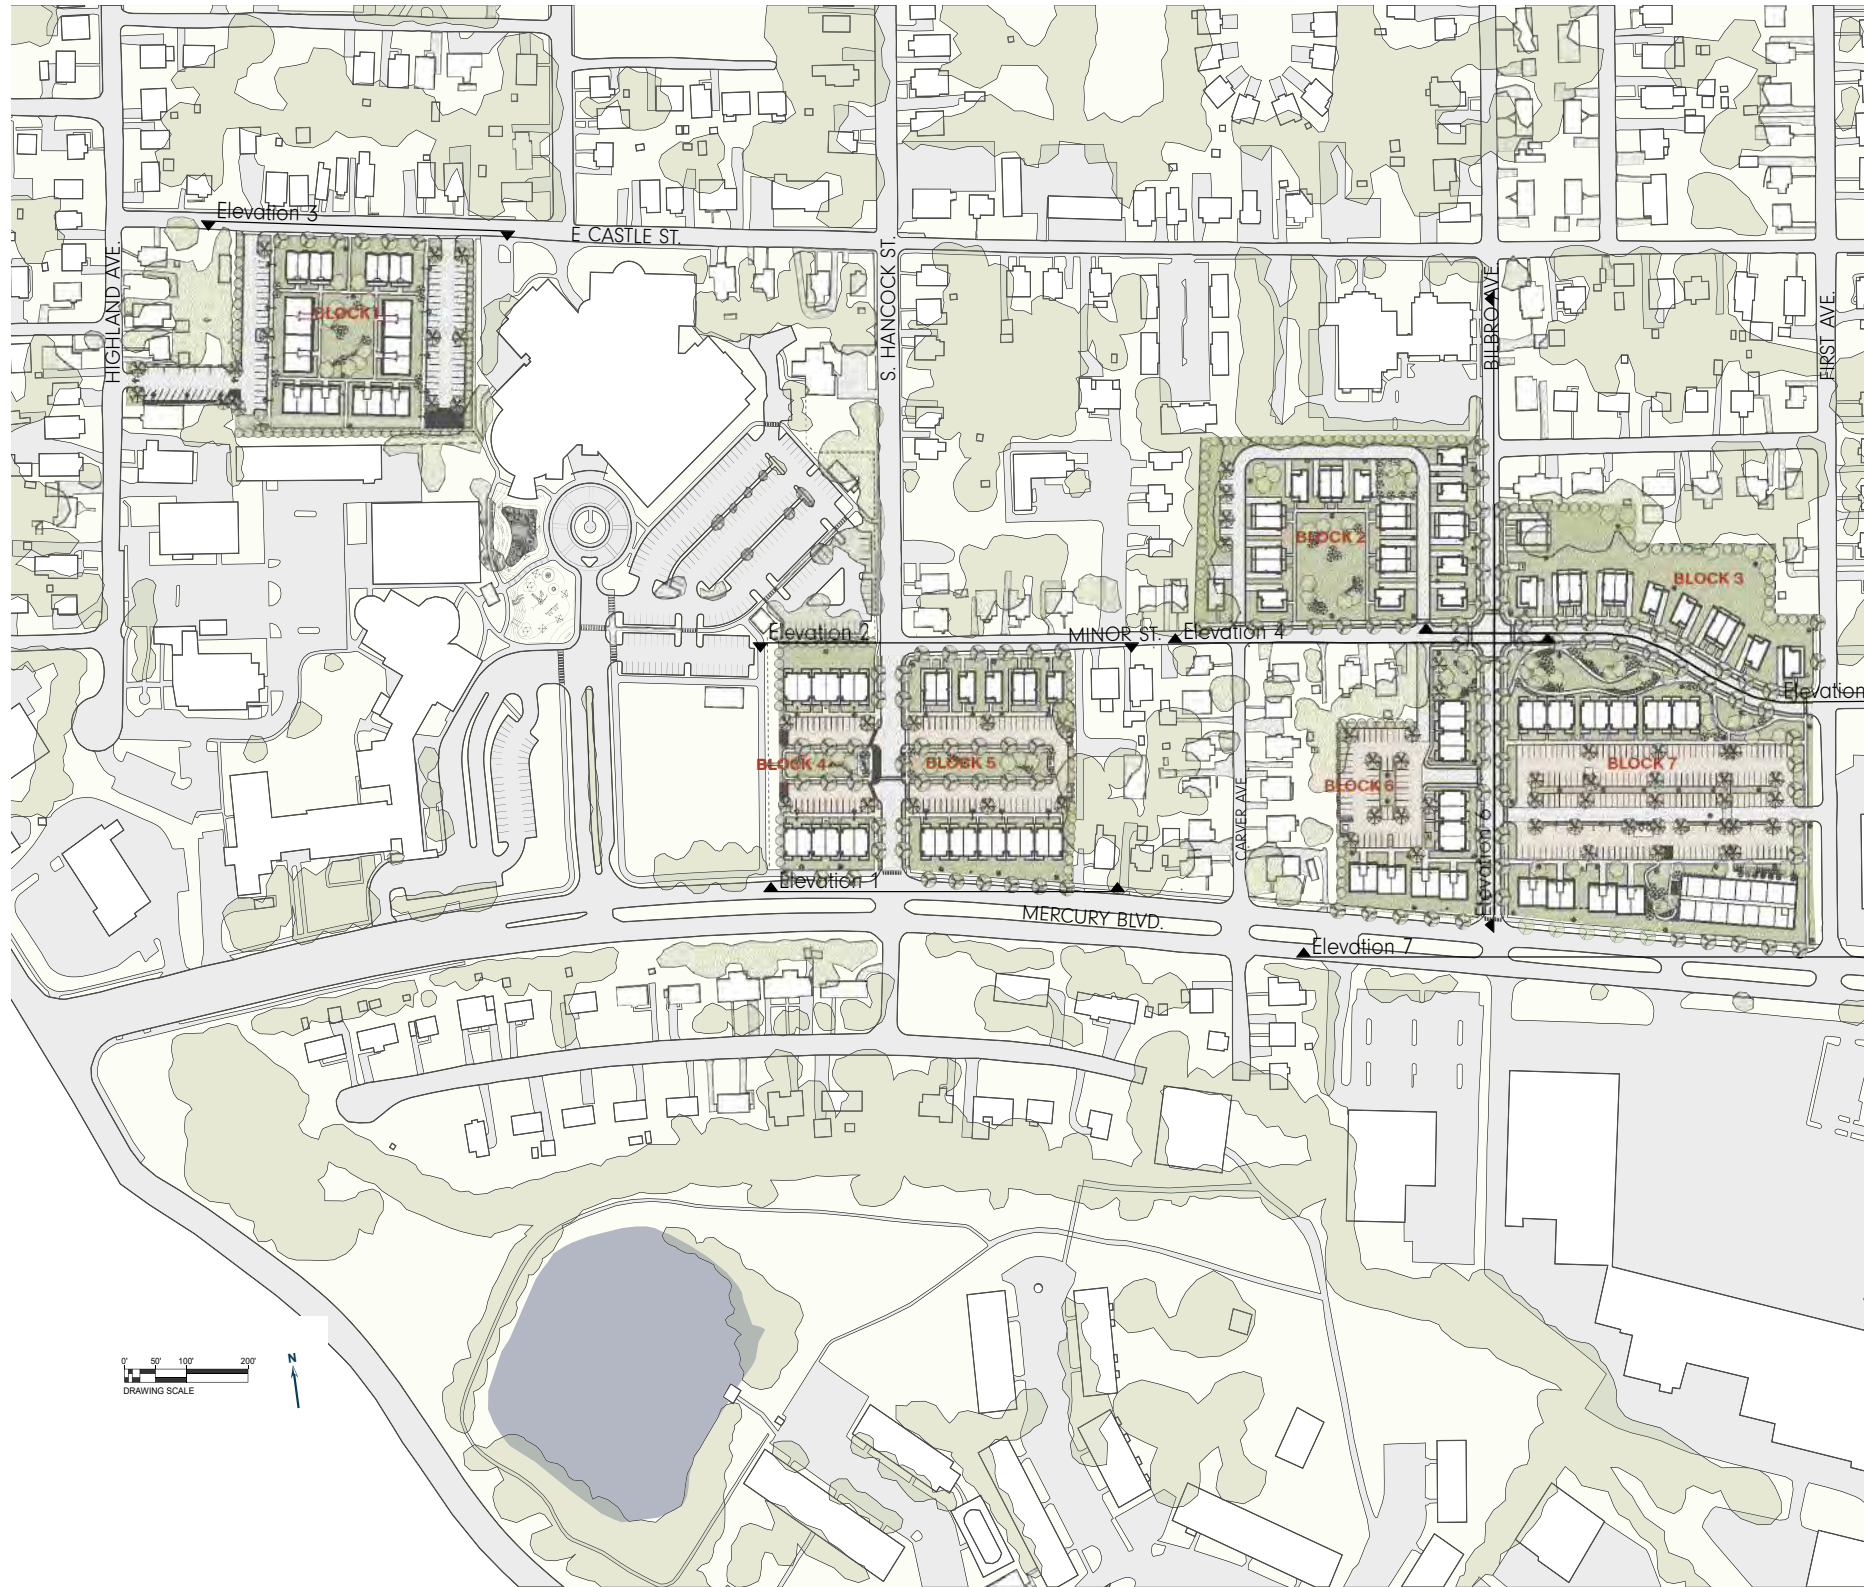 Elevation 3
E CASTLE ST.
HIGHLAND AVE.
S. HANCOCK ST.
BILBRO AVE
FIRST AVE.
BLOCK 1
BLOCK 2
BLOCK 3
Elevation 2
MINOR ST.
Elevation 4
Elevation
BLOCK 4
BLOCK 5
BLOCK 6
BLOCK 7
CARVER AVE
Elevation 6
Elevation 1
MERCURY BLVD.
Elevation 7
0' 50' 100' 200'
DRAWING SCALE
N